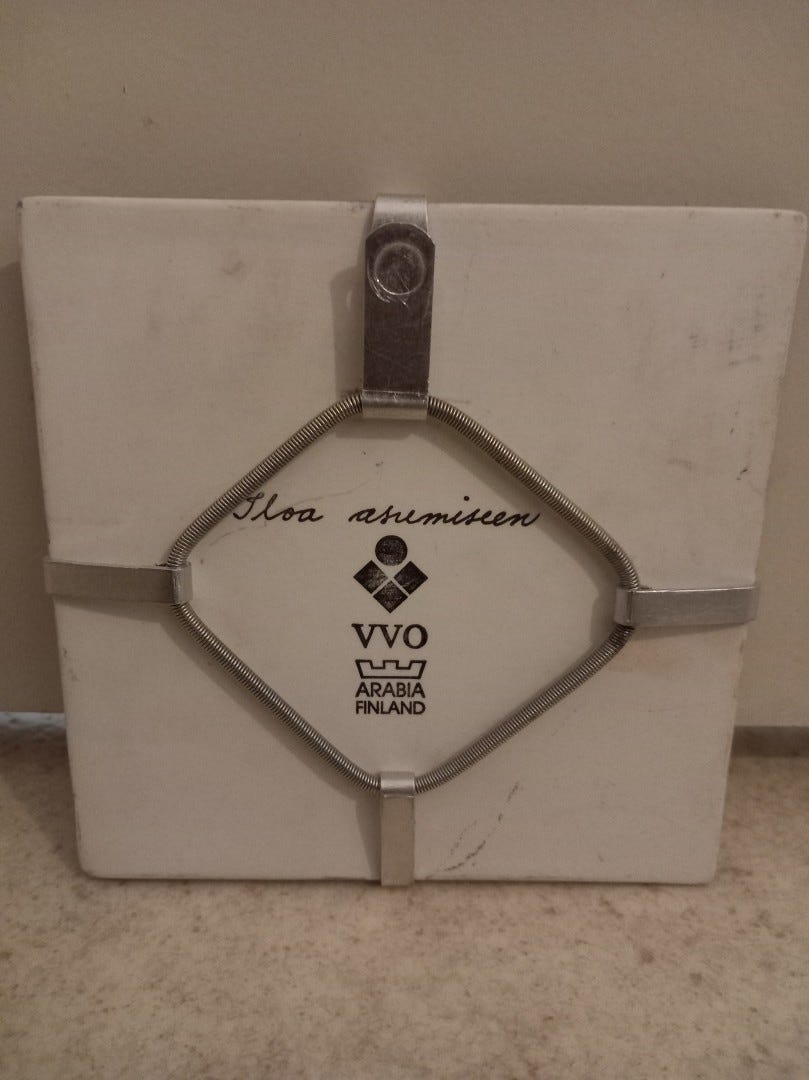 Iloa asumiseen
VVO
ARABIA
FINLAND